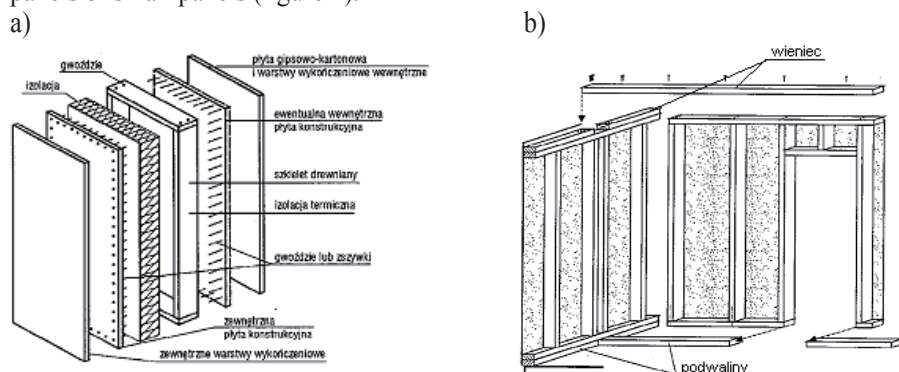 a)
b)
płyta gipsowo-kartonowa
i warstwy wykończeniowe wewnętrzne
gwoździe
izolacja
ewentualna wewnętrzna
płyta konstrukcyjna
szkielet drewniany
izolacja termiczna
gwoździe lub zszywki
zewnętrzna
płyta konstrukcyjna
zewnętrzne warstwy wykończeniowe
wieniec
podwaliny